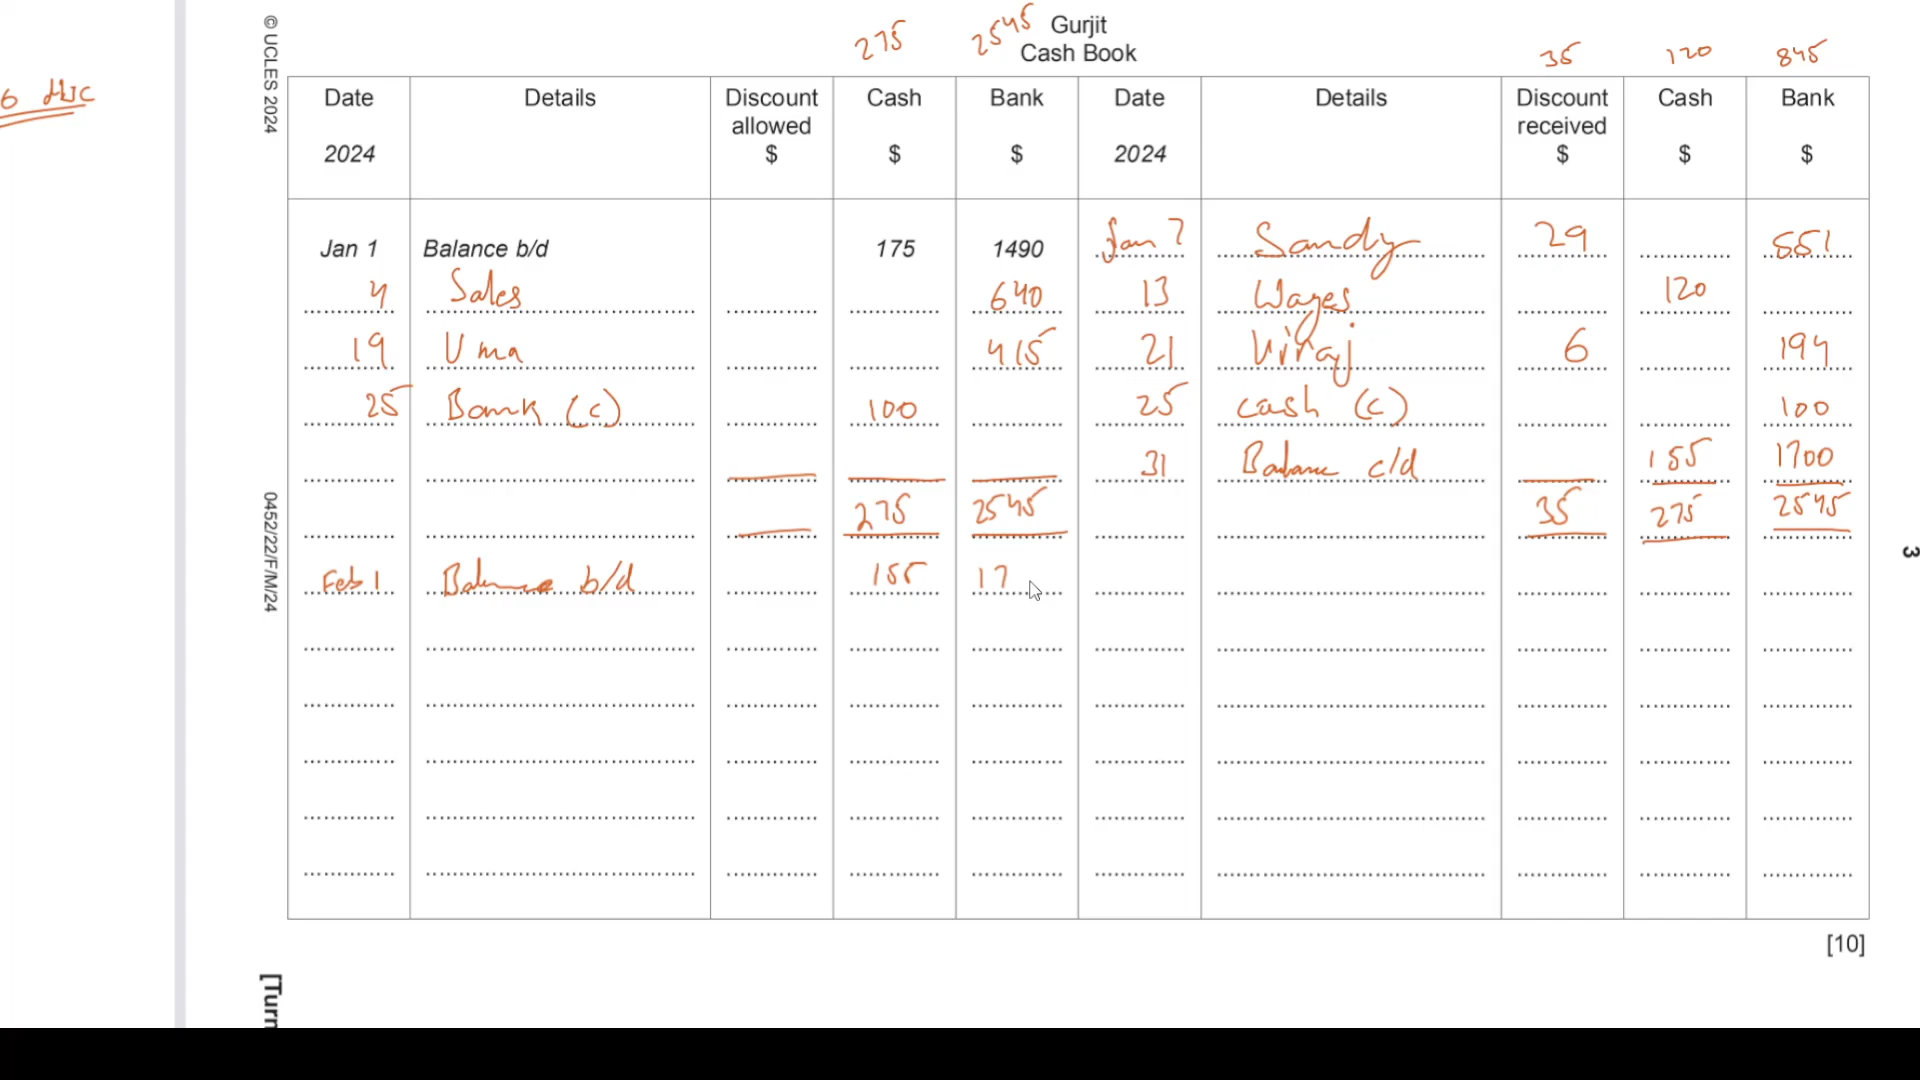 275 2545 Gurjit
Cash Book 35 120 845
Date Details Discount Cash Bank Date Details Discount Cash Bank
allowed received
2024 $ $ $ 2024 $ $ $
Jan 1 Balance b/d 175 1490 Jan 7 Sandy 29 551
4 Sales 640 13 Wages 120
19 Uma 415 21 Viraj 6 194
25 Bank (c) 100 25 cash (c) 100
31 Balance c/d 155 1700
275 2545 35 275 2545
Feb 1 Balance b/d 155 17
[10]
© UCLES 2024
0452/22/F/M/24
[Turn
3